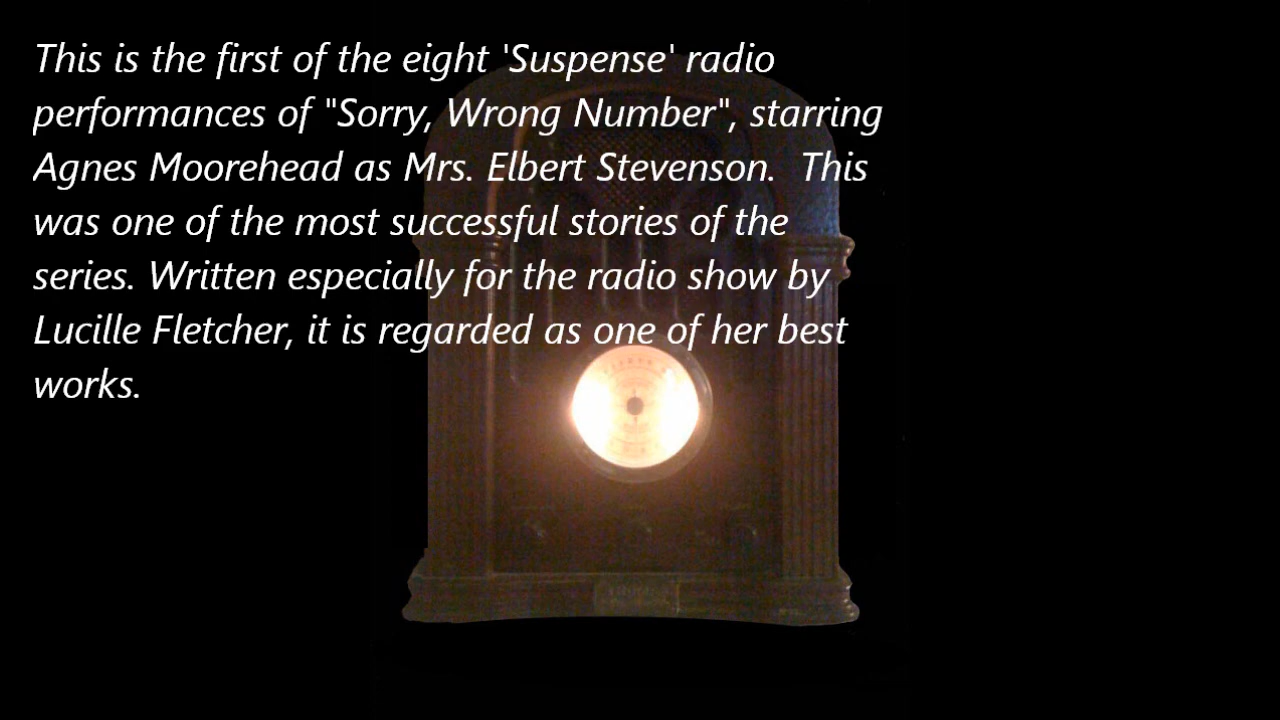 This is the first of the eight 'Suspense' radio
performances of "Sorry, Wrong Number", starring
Agnes Moorehead as Mrs. Elbert Stevenson.  This
was one of the most successful stories of the
series. Written especially for the radio show by
Lucille Fletcher, it is regarded as one of her best
works.